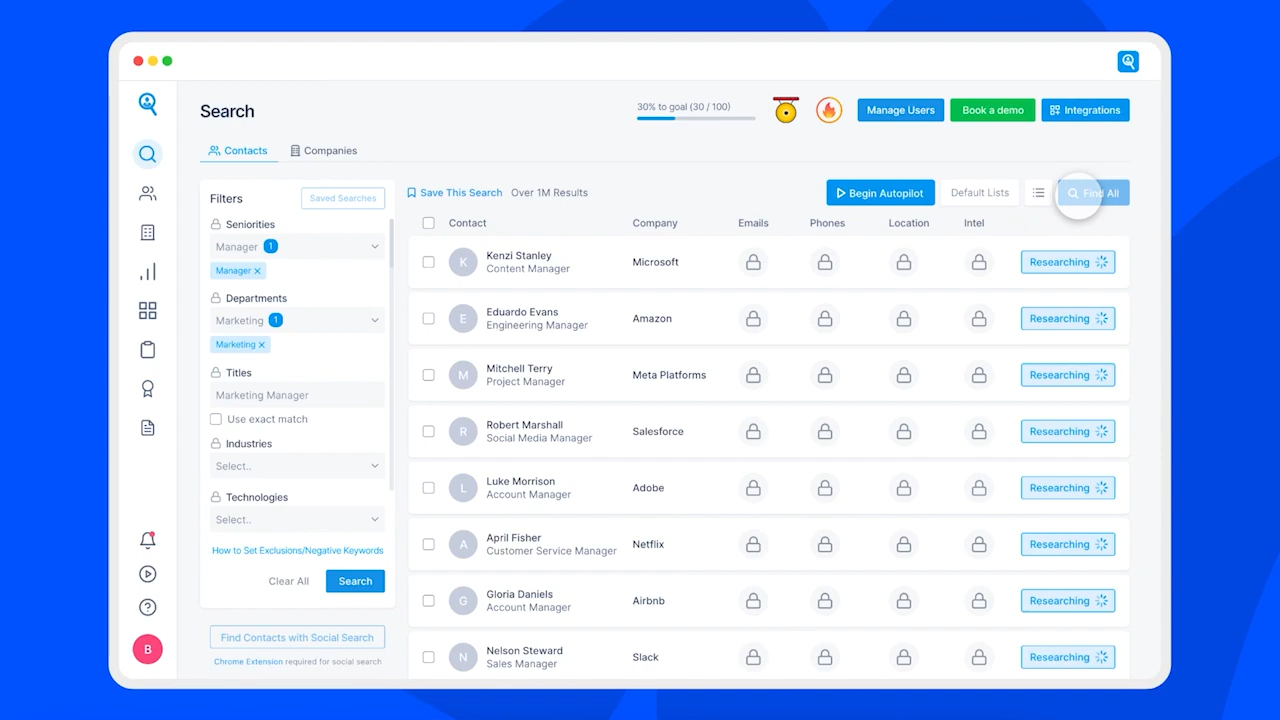 Search
30% to goal (30 / 100)
Manage Users
Book a demo
Integrations
Contacts
Companies
Filters
Saved Searches
Seniorities
Manager 1
Manager ×
Departments
Marketing 1
Marketing ×
Titles
Marketing Manager
Use exact match
Industries
Select..
Technologies
Select..
How to Set Exclusions/Negative Keywords
Clear All
Search
Find Contacts with Social Search
Chrome Extension required for social search
B
Save This Search Over 1M Results
Begin Autopilot
Default Lists
Find All
Contact Company Emails Phones Location Intel
K
Kenzi Stanley
Content Manager
Microsoft
Researching
E
Eduardo Evans
Engineering Manager
Amazon
Researching
M
Mitchell Terry
Project Manager
Meta Platforms
Researching
R
Robert Marshall
Social Media Manager
Salesforce
Researching
L
Luke Morrison
Account Manager
Adobe
Researching
A
April Fisher
Customer Service Manager
Netflix
Researching
G
Gloria Daniels
Account Manager
Airbnb
Researching
N
Nelson Steward
Sales Manager
Slack
Researching